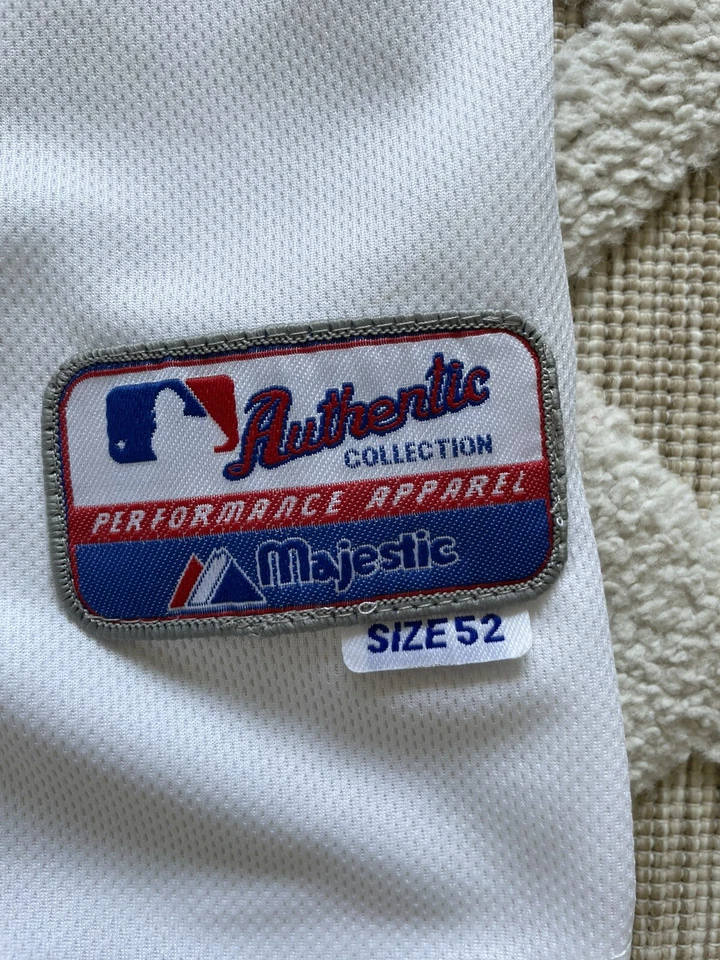 Authentic
COLLECTION
PERFORMANCE APPAREL
Majestic
SIZE 52